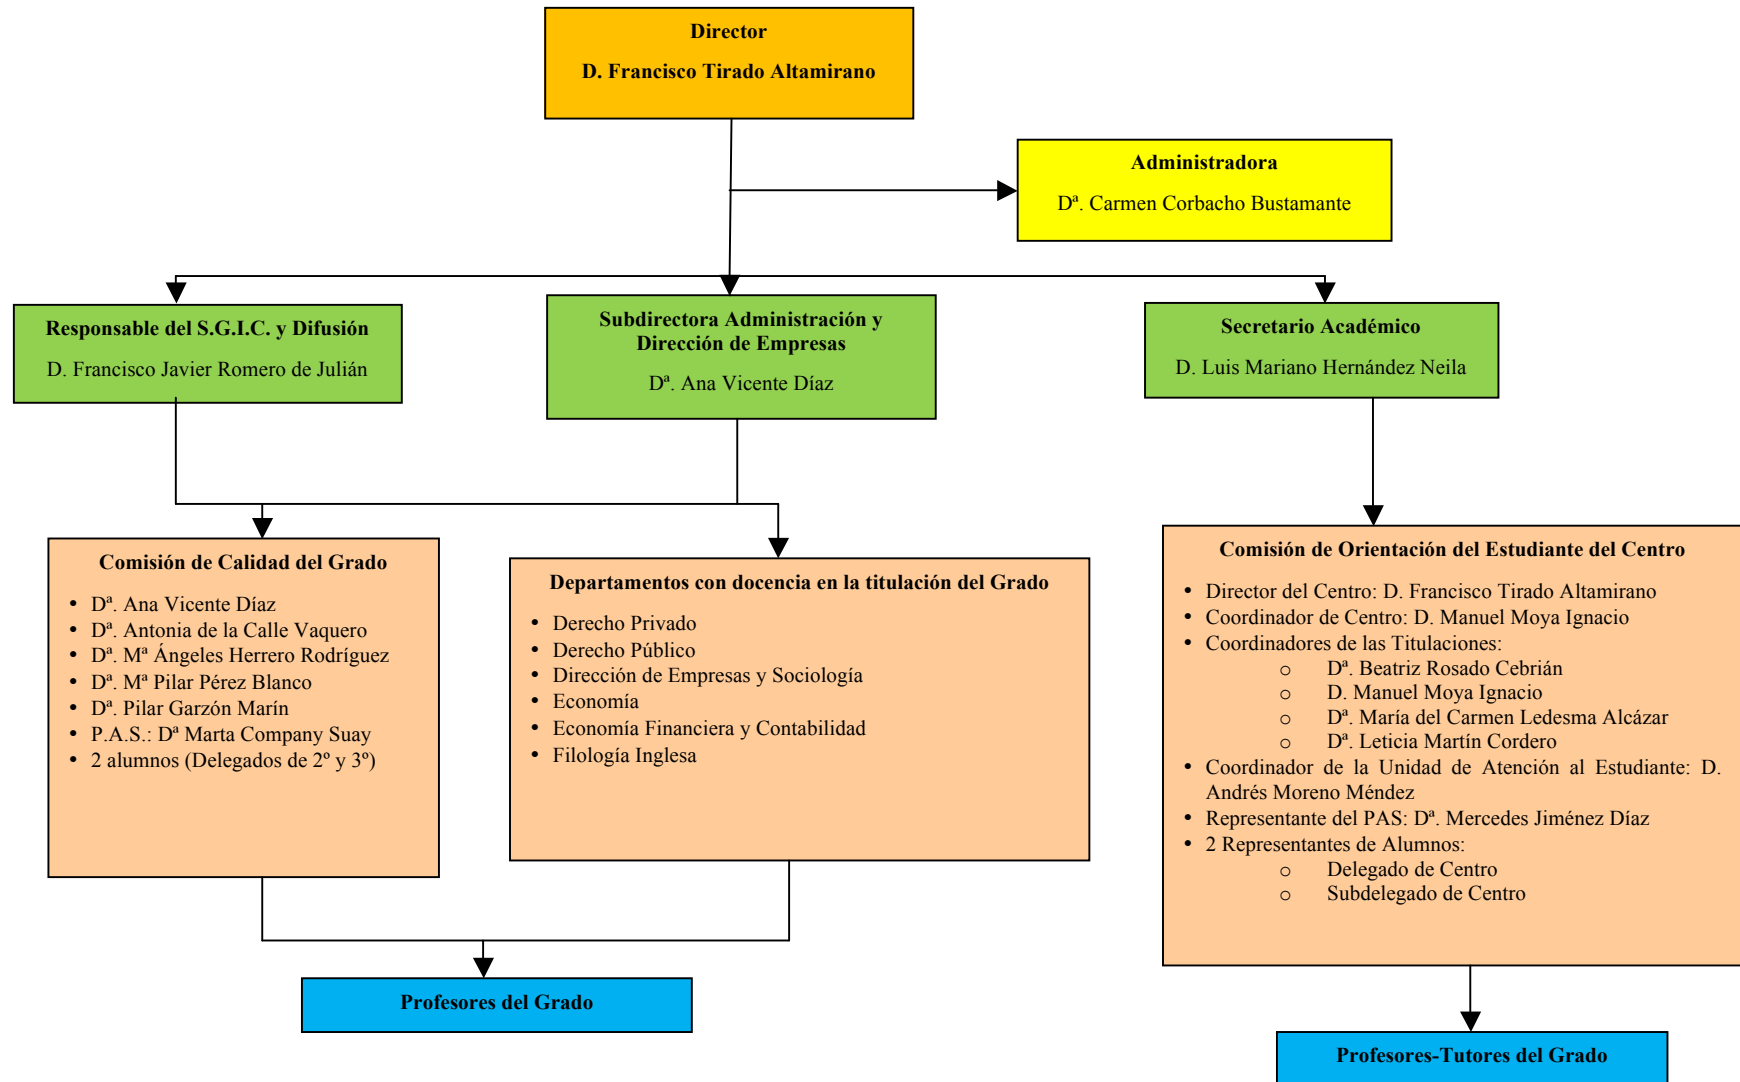 Director
D. Francisco Tirado Altamirano
Administradora
Dª. Carmen Corbacho Bustamante
Responsable del S.G.I.C. y Difusión
D. Francisco Javier Romero de Julián
Subdirectora Administración y
Dirección de Empresas
Dª. Ana Vicente Díaz
Secretario Académico
D. Luis Mariano Hernández Neila
Comisión de Calidad del Grado
• Dª. Ana Vicente Díaz
• Dª. Antonia de la Calle Vaquero
• Dª. Mª Ángeles Herrero Rodríguez
• Dª. Mª Pilar Pérez Blanco
• Dª. Pilar Garzón Marín
• P.A.S.: Dª Marta Company Suay
• 2 alumnos (Delegados de 2º y 3º)
Departamentos con docencia en la titulación del Grado
• Derecho Privado
• Derecho Público
• Dirección de Empresas y Sociología
• Economía
• Economía Financiera y Contabilidad
• Filología Inglesa
Comisión de Orientación del Estudiante del Centro
• Director del Centro: D. Francisco Tirado Altamirano
• Coordinador de Centro: D. Manuel Moya Ignacio
• Coordinadores de las Titulaciones:
o Dª. Beatriz Rosado Cebrián
o D. Manuel Moya Ignacio
o Dª. María del Carmen Ledesma Alcázar
o Dª. Leticia Martín Cordero
• Coordinador de la Unidad de Atención al Estudiante: D.
Andrés Moreno Méndez
• Representante del PAS: Dª. Mercedes Jiménez Díaz
• 2 Representantes de Alumnos:
o Delegado de Centro
o Subdelegado de Centro
Profesores del Grado
Profesores-Tutores del Grado